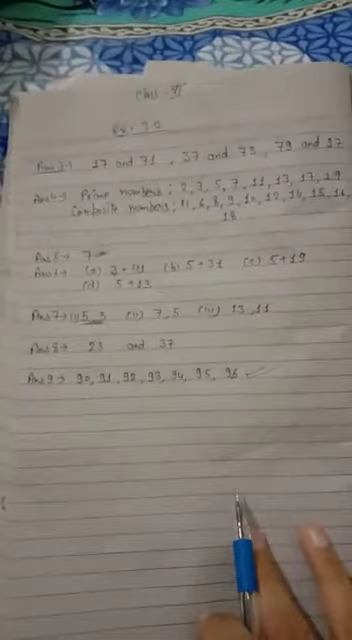 Class - VI
Ex - 3.2
Ans 3 → 17 and 71 , 37 and 73 , 79 and 97
Ans 4 → Prime numbers : 2, 3, 5, 7, 11, 13, 17, 19
Composite numbers : 4, 6, 8, 9, 10, 12, 14, 15, 16,
18
Ans 5 → 7
Ans 6 → (a) 3 + 41 (b) 5 + 31 (c) 5 + 19
(d) 5 + 13
Ans 7 → (i) 5, 3 (ii) 7, 5 (iii) 13, 11
Ans 8 → 23 and 37
Ans 9 → 90, 91, 92, 93, 94, 95, 96